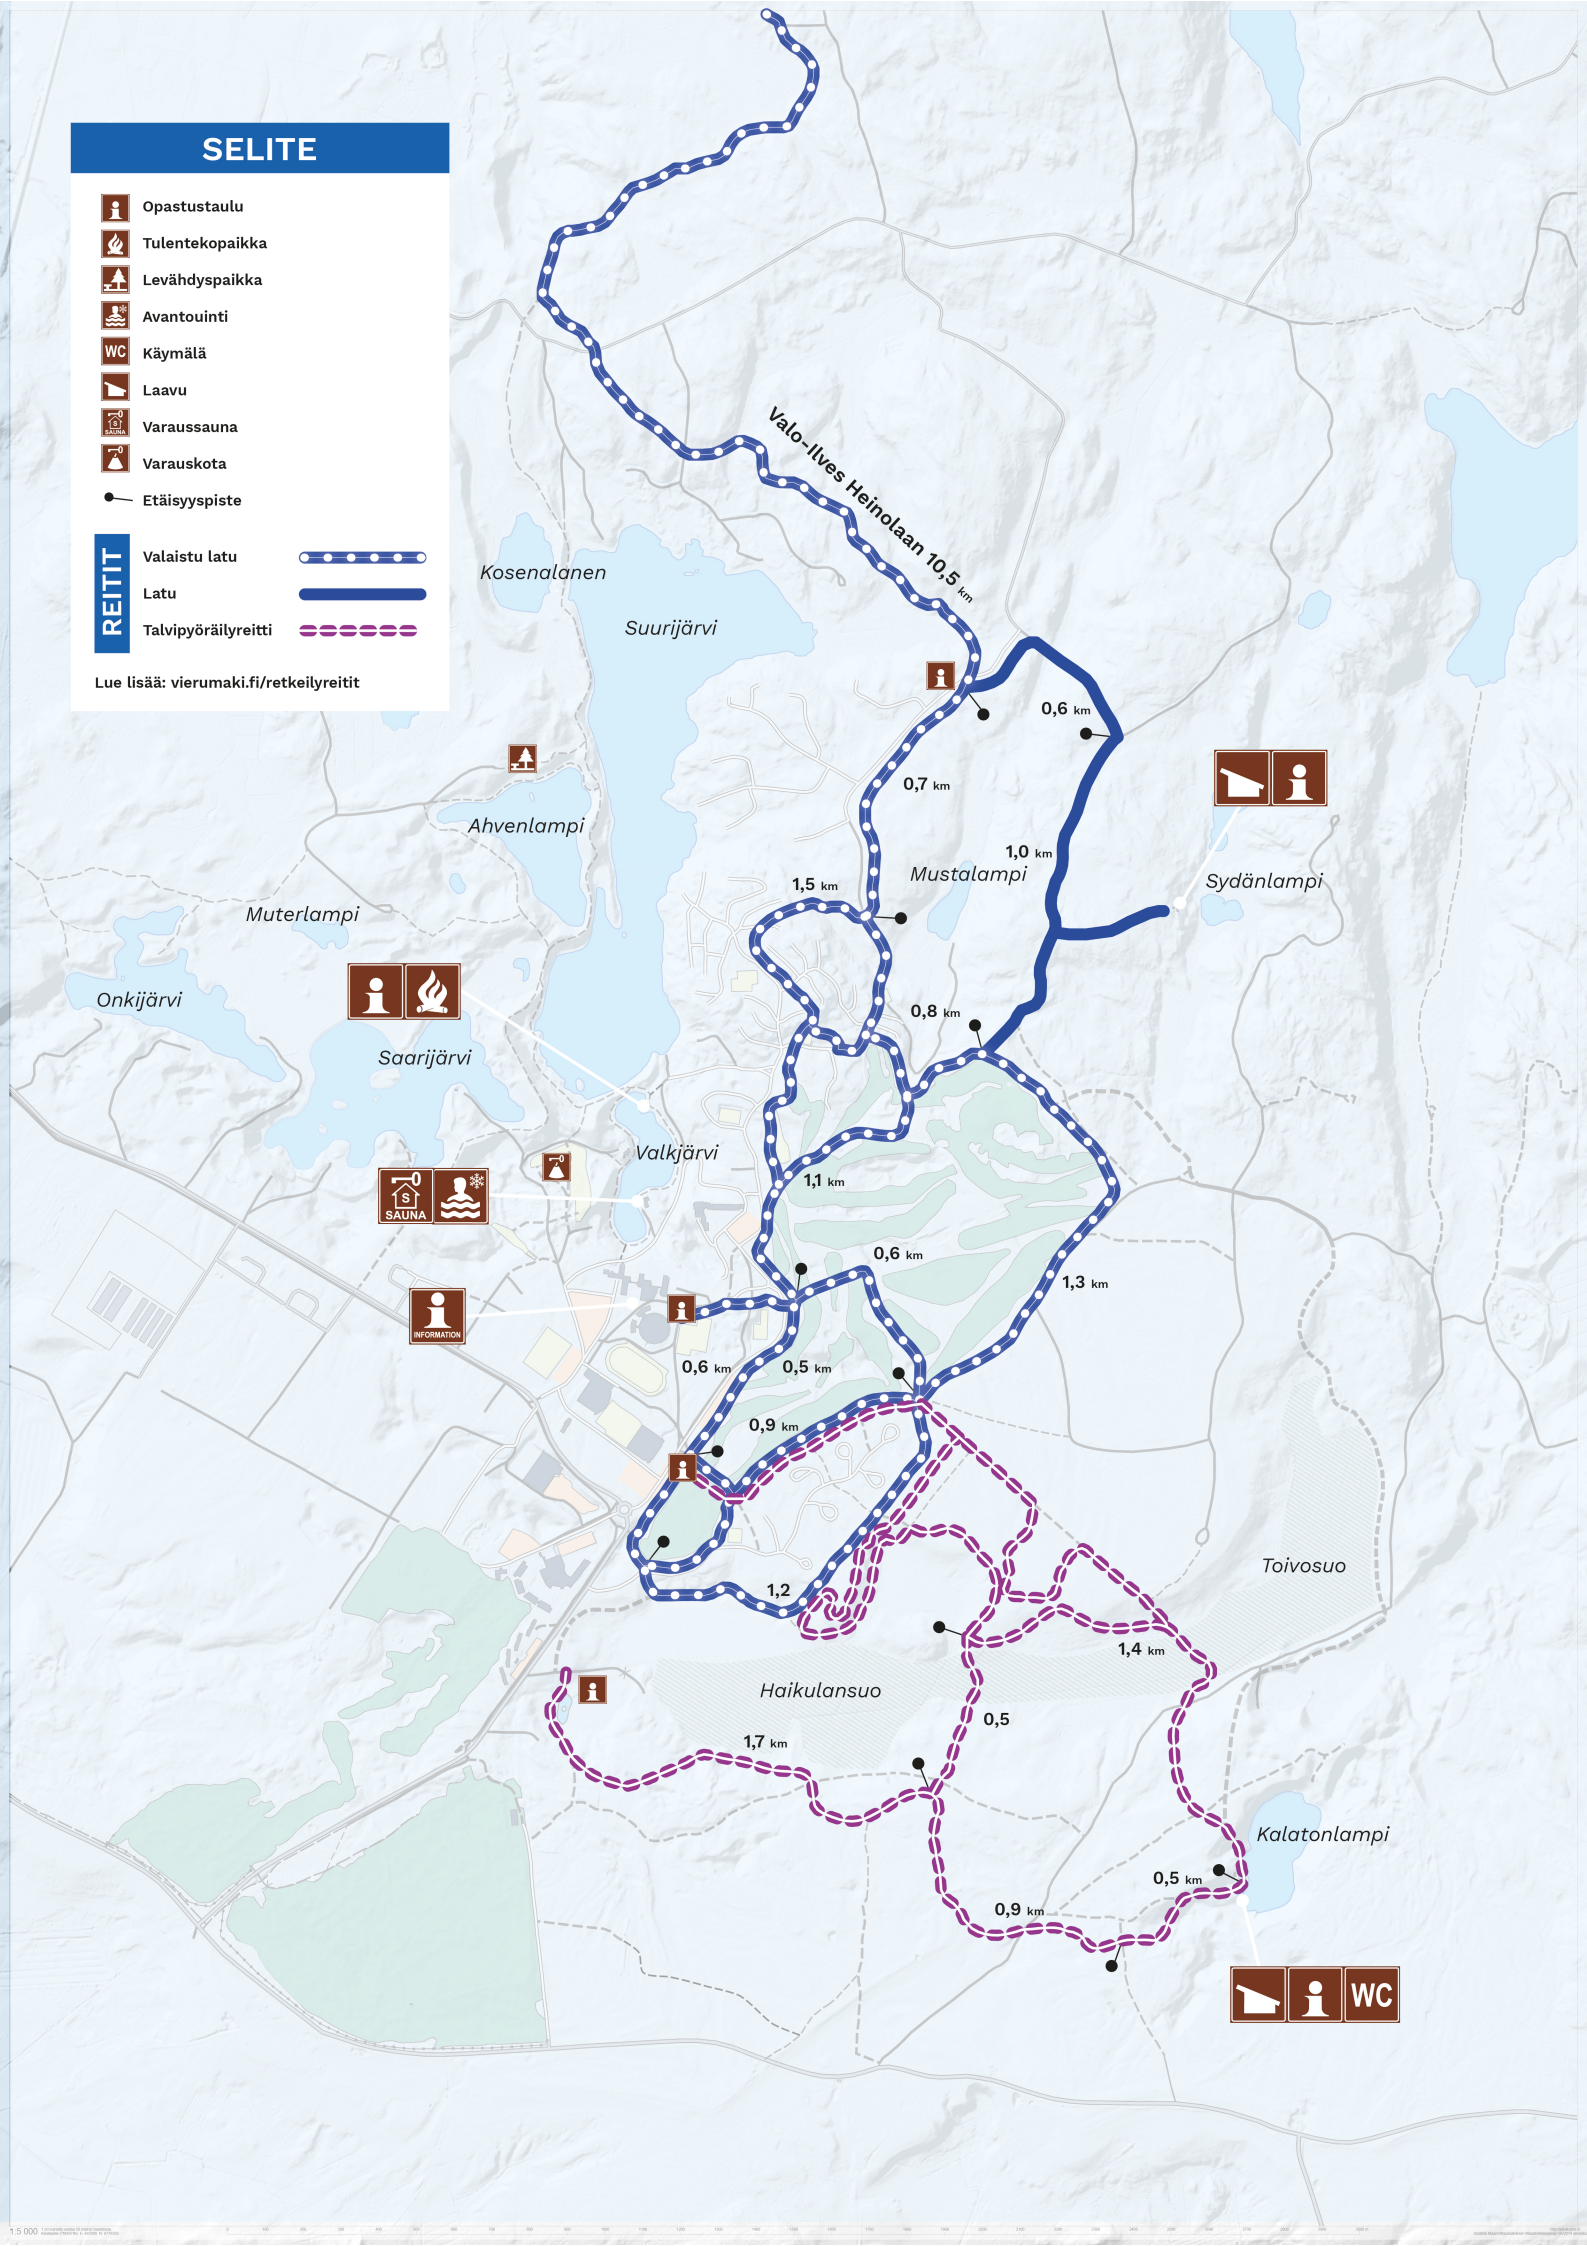 SELITE
Opastustaulu
Tulentekopaikka
Levähdyspaikka
Avantouinti
WC
Käymälä
Laavu
SAUNA
Varaussauna
Varauskota
Etäisyyspiste
REITIT
Valaistu latu
Latu
Talvipyöräilyreitti
Lue lisää: vierumaki.fi/retkeilyreitit
Valo-Ilves Heinolaan 10,5 km
Kosenalanen
Suurijärvi
0,6 km
0,7 km
Ahvenlampi
1,0 km
Mustalampi
Sydänlampi
1,5 km
Muterlampi
Onkijärvi
0,8 km
Saarijärvi
Valkjärvi
1,1 km
S
SAUNA
0,6 km
1,3 km
INFORMATION
0,6 km
0,5 km
0,9 km
Toivosuo
1,2
1,4 km
Haikulansuo
0,5
1,7 km
Kalatonlampi
0,5 km
0,9 km
WC
1:5 000